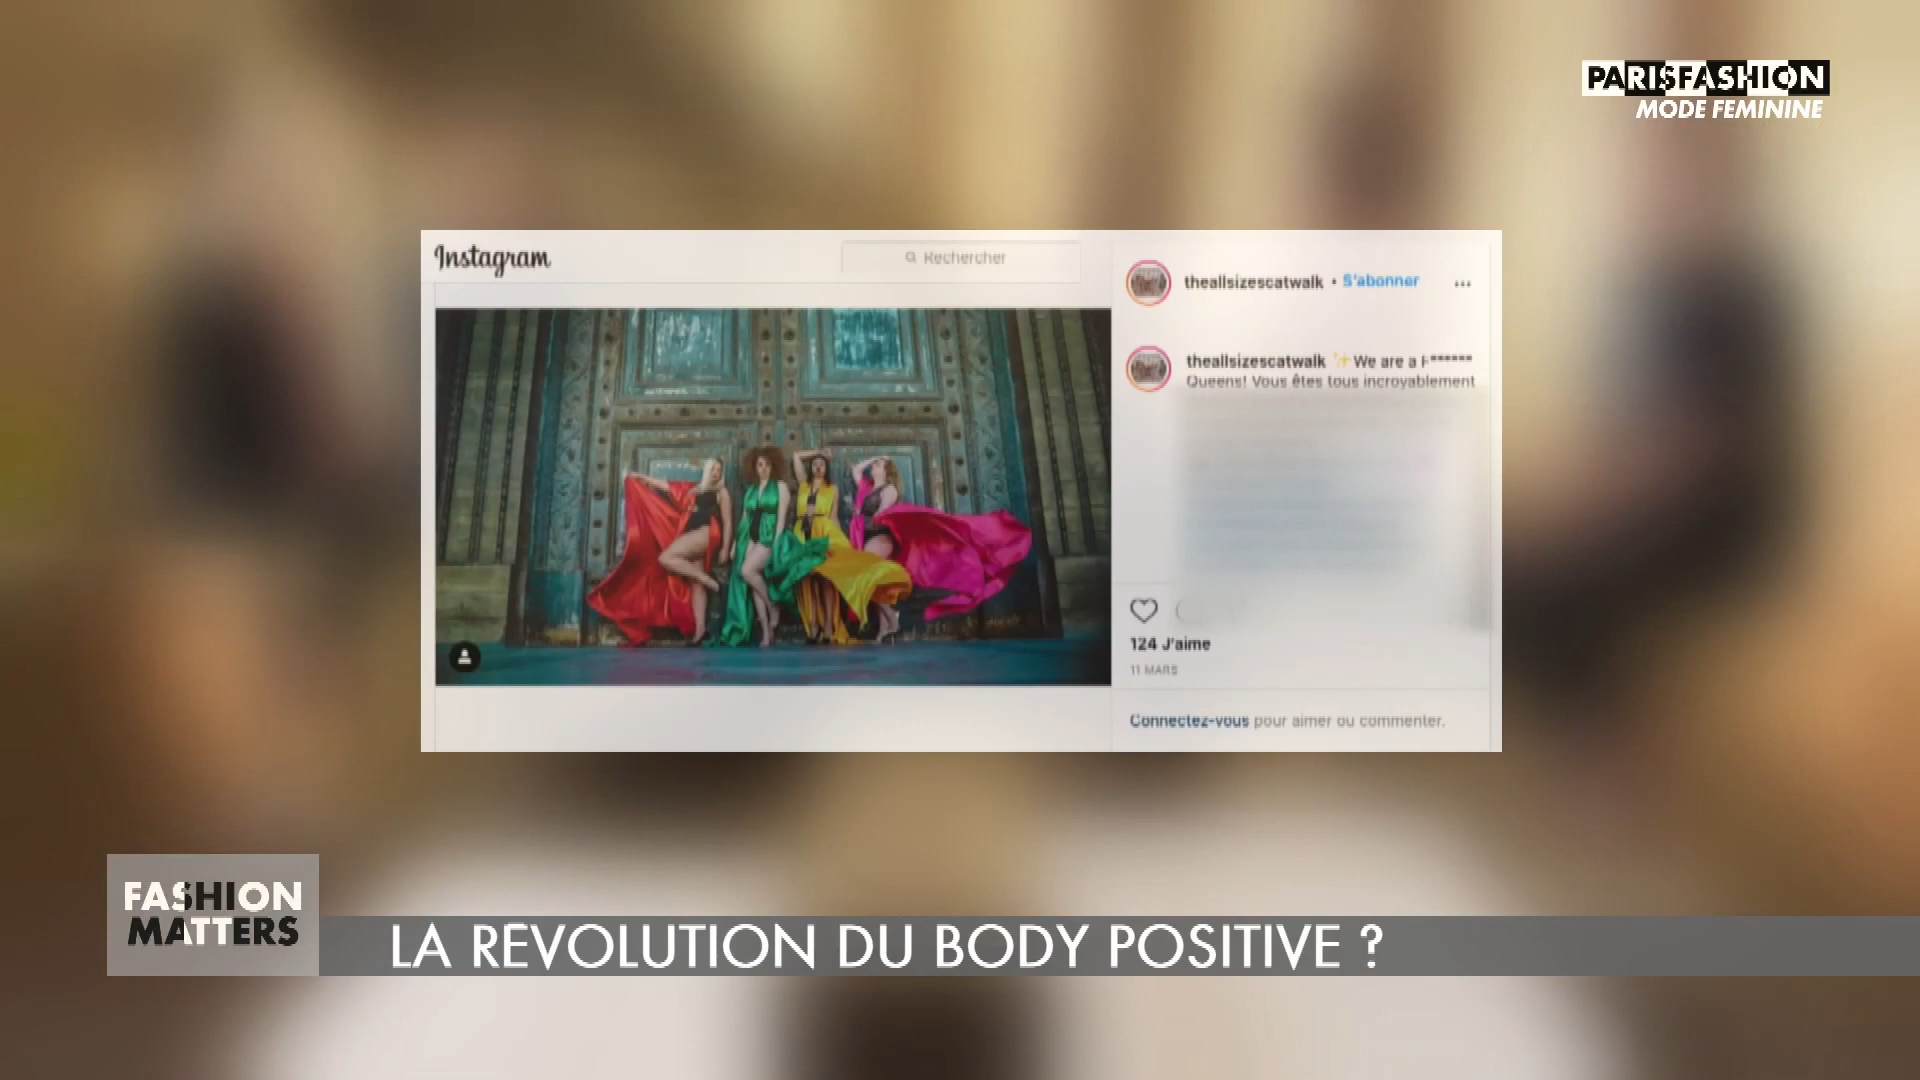 PARISFASHION
MODE FEMININE
Instagram
Rechercher
theallsizescatwalk • S'abonner
theallsizescatwalk ✨We are a F******
Queens! Vous êtes tous incroyablement
124 J'aime
11 MARS
Connectez-vous pour aimer ou commenter.
FASHION
MATTERS
LA RÉVOLUTION DU BODY POSITIVE ?